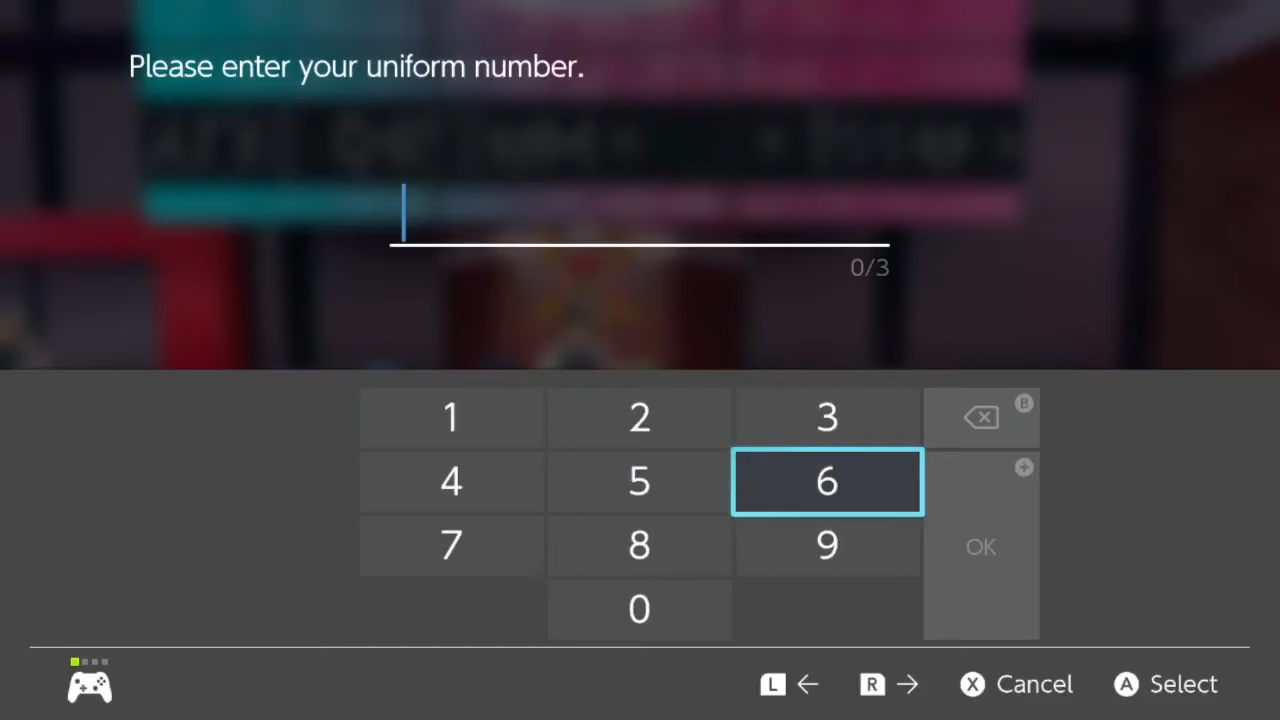 Please enter your uniform number.
0/3
1 2 3 B
4 5 6 +
7 8 9 OK
0
L ← R → X Cancel A Select